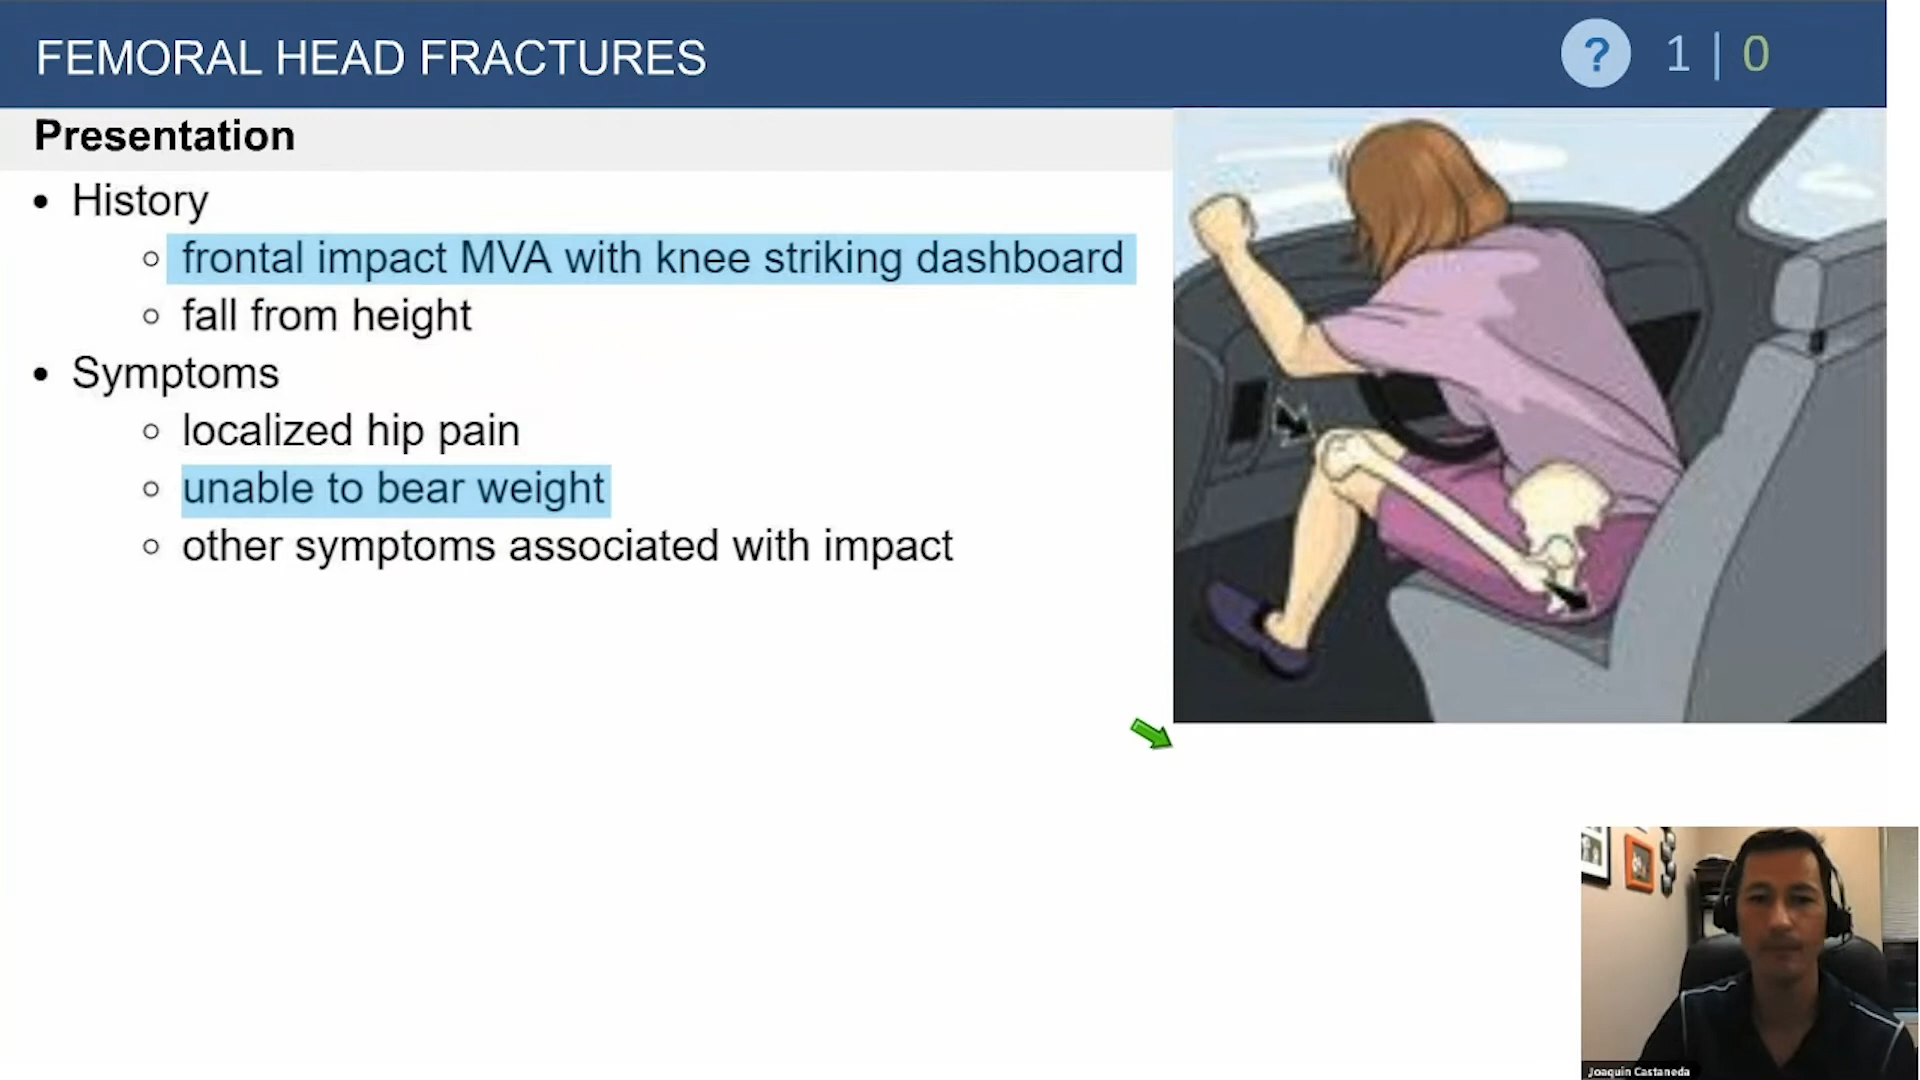 FEMORAL HEAD FRACTURES
? 1 | 0
Presentation
History
frontal impact MVA with knee striking dashboard
fall from height
Symptoms
localized hip pain
unable to bear weight
other symptoms associated with impact
Joaquin Castaneda